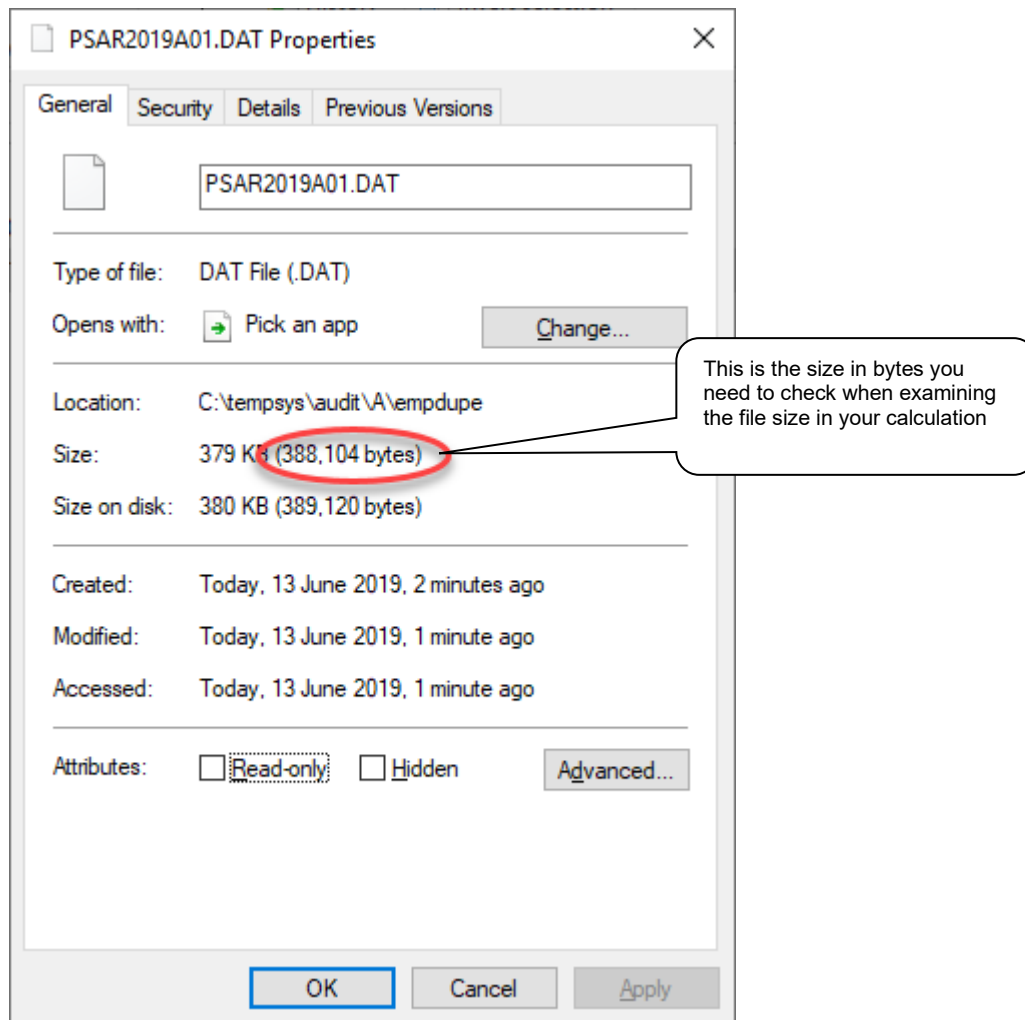 PSAR2019A01.DAT Properties
General Security Details Previous Versions
PSAR2019A01.DAT
Type of file: DAT File (.DAT)
Opens with: Pick an app Change...
This is the size in bytes you
need to check when examining
the file size in your calculation
Location: C:\tempsys\audit\A\empdupe
Size: 379 KB (388,104 bytes)
Size on disk: 380 KB (389,120 bytes)
Created: Today, 13 June 2019, 2 minutes ago
Modified: Today, 13 June 2019, 1 minute ago
Accessed: Today, 13 June 2019, 1 minute ago
Attributes: Read-only Hidden Advanced...
OK Cancel Apply